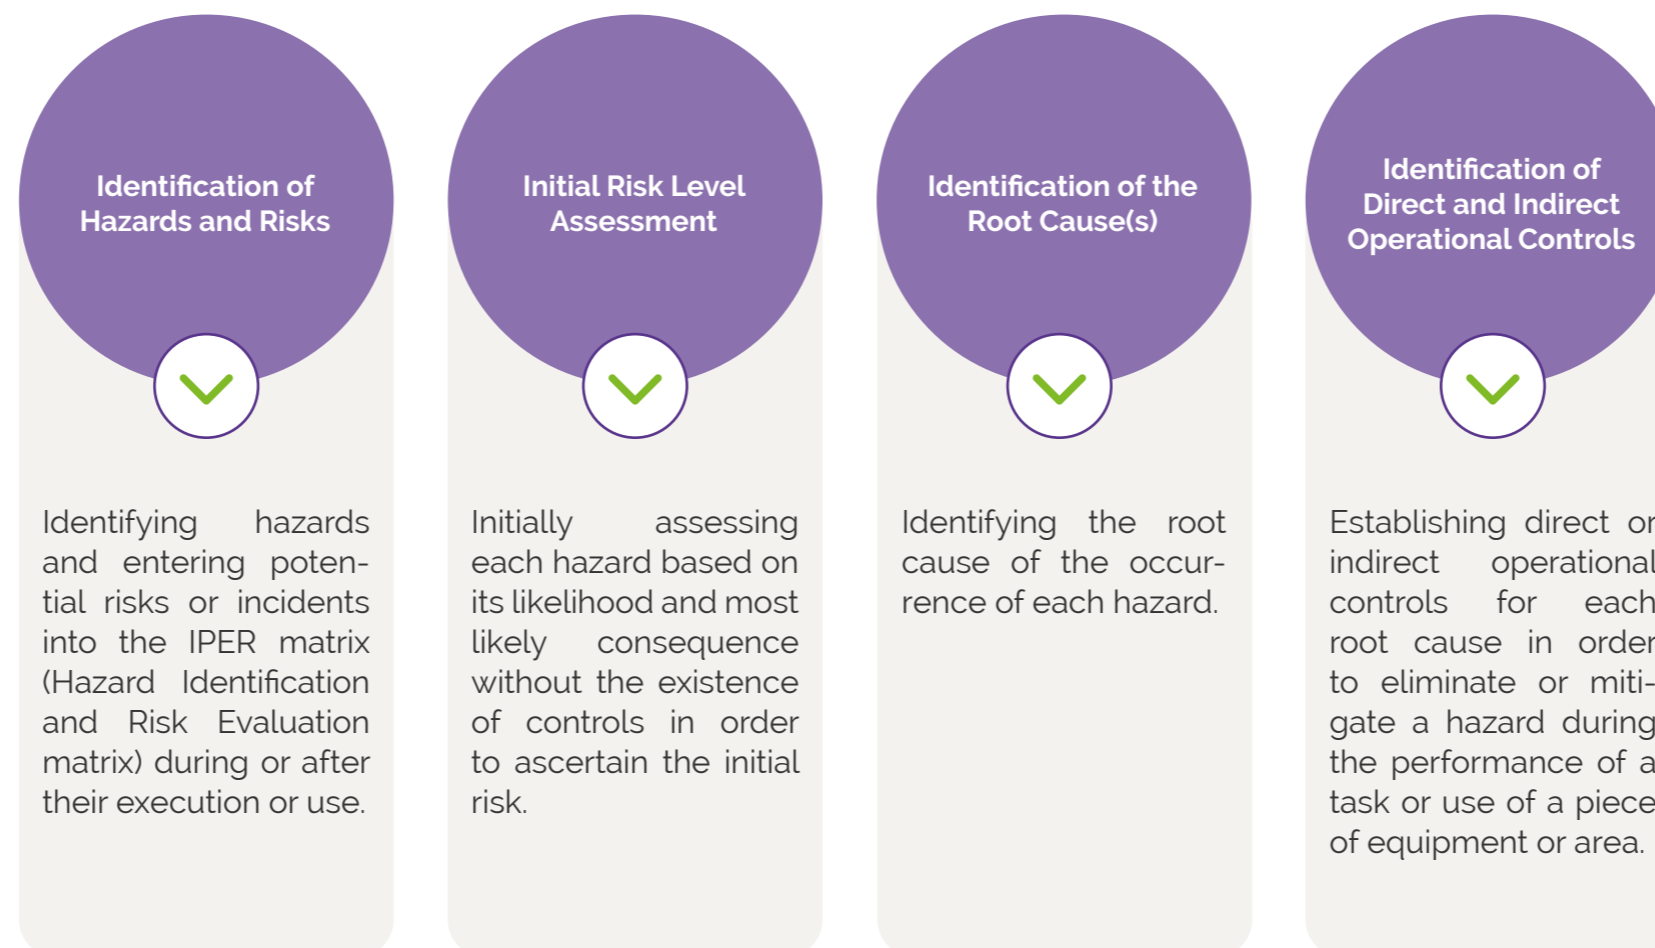 Identification of
Hazards and Risks
Identifying hazards
and entering poten-
tial risks or incidents
into the IPER matrix
(Hazard Identification
and Risk Evaluation
matrix) during or after
their execution or use.
Initial Risk Level
Assessment
Initially assessing
each hazard based on
its likelihood and most
likely consequence
without the existence
of controls in order
to ascertain the initial
risk.
Identification of the
Root Cause(s)
Identifying the root
cause of the occur-
rence of each hazard.
Identification of
Direct and Indirect
Operational Controls
Establishing direct or
indirect operational
controls for each
root cause in order
to eliminate or miti-
gate a hazard during
the performance of a
task or use of a piece
of equipment or area.